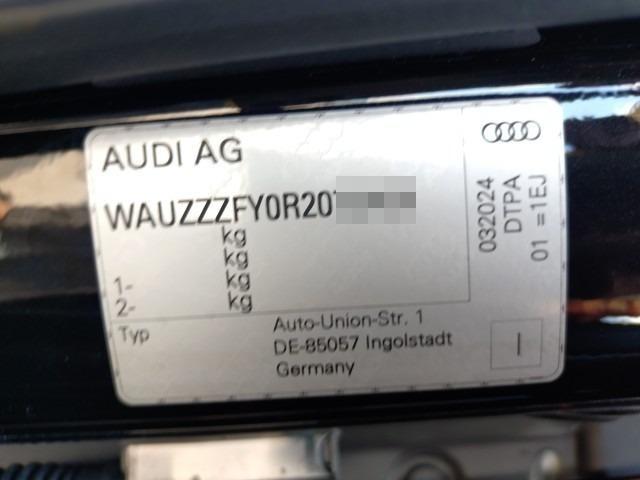 AUDI AG
WAUZZZFY0R20
kg
kg
1- kg
2- kg
Typ
Auto-Union-Str. 1
DE-85057 Ingolstadt
Germany
032024
DTPA
01 =1EJ
I